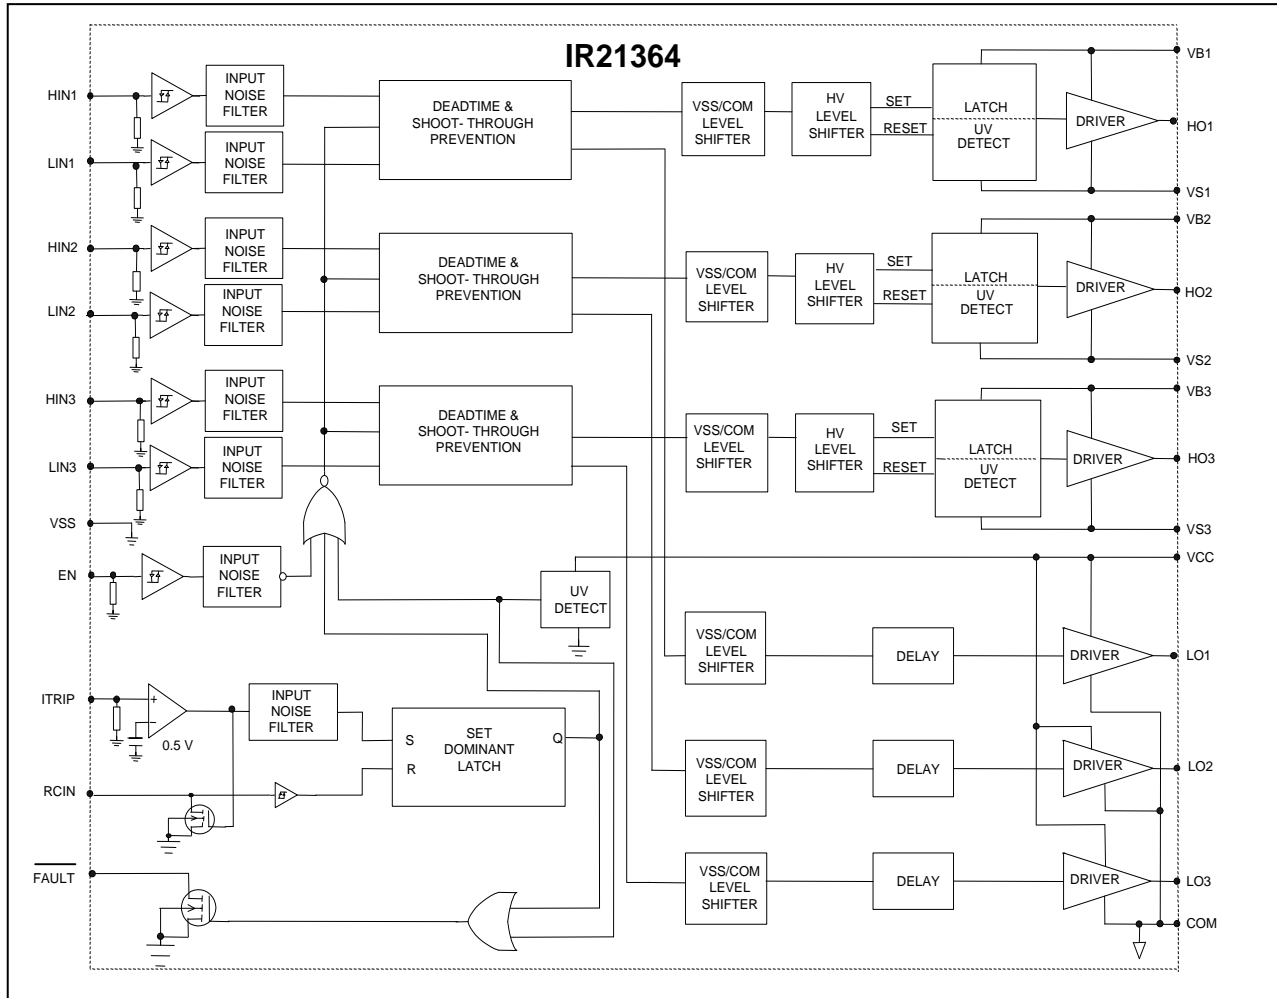 IR21364
HIN1
INPUT
NOISE
FILTER
LIN1
INPUT
NOISE
FILTER
DEADTIME &
SHOOT- THROUGH
PREVENTION
VSS/COM
LEVEL
SHIFTER
HV
LEVEL
SHIFTER
SET
RESET
LATCH
UV
DETECT
DRIVER
VB1
HO1
VS1
HIN2
INPUT
NOISE
FILTER
LIN2
INPUT
NOISE
FILTER
DEADTIME &
SHOOT- THROUGH
PREVENTION
VSS/COM
LEVEL
SHIFTER
HV
LEVEL
SHIFTER
SET
RESET
LATCH
UV
DETECT
DRIVER
VB2
HO2
VS2
HIN3
INPUT
NOISE
FILTER
LIN3
INPUT
NOISE
FILTER
DEADTIME &
SHOOT- THROUGH
PREVENTION
VSS/COM
LEVEL
SHIFTER
HV
LEVEL
SHIFTER
SET
RESET
LATCH
UV
DETECT
DRIVER
VB3
HO3
VS3
VSS
EN
INPUT
NOISE
FILTER
UV
DETECT
VCC
VSS/COM
LEVEL
SHIFTER
DELAY
DRIVER
LO1
ITRIP
+
−
0.5 V
INPUT
NOISE
FILTER
S
R
SET
DOMINANT
LATCH
Q
RCIN
VSS/COM
LEVEL
SHIFTER
DELAY
DRIVER
LO2
FAULT
VSS/COM
LEVEL
SHIFTER
DELAY
DRIVER
LO3
COM